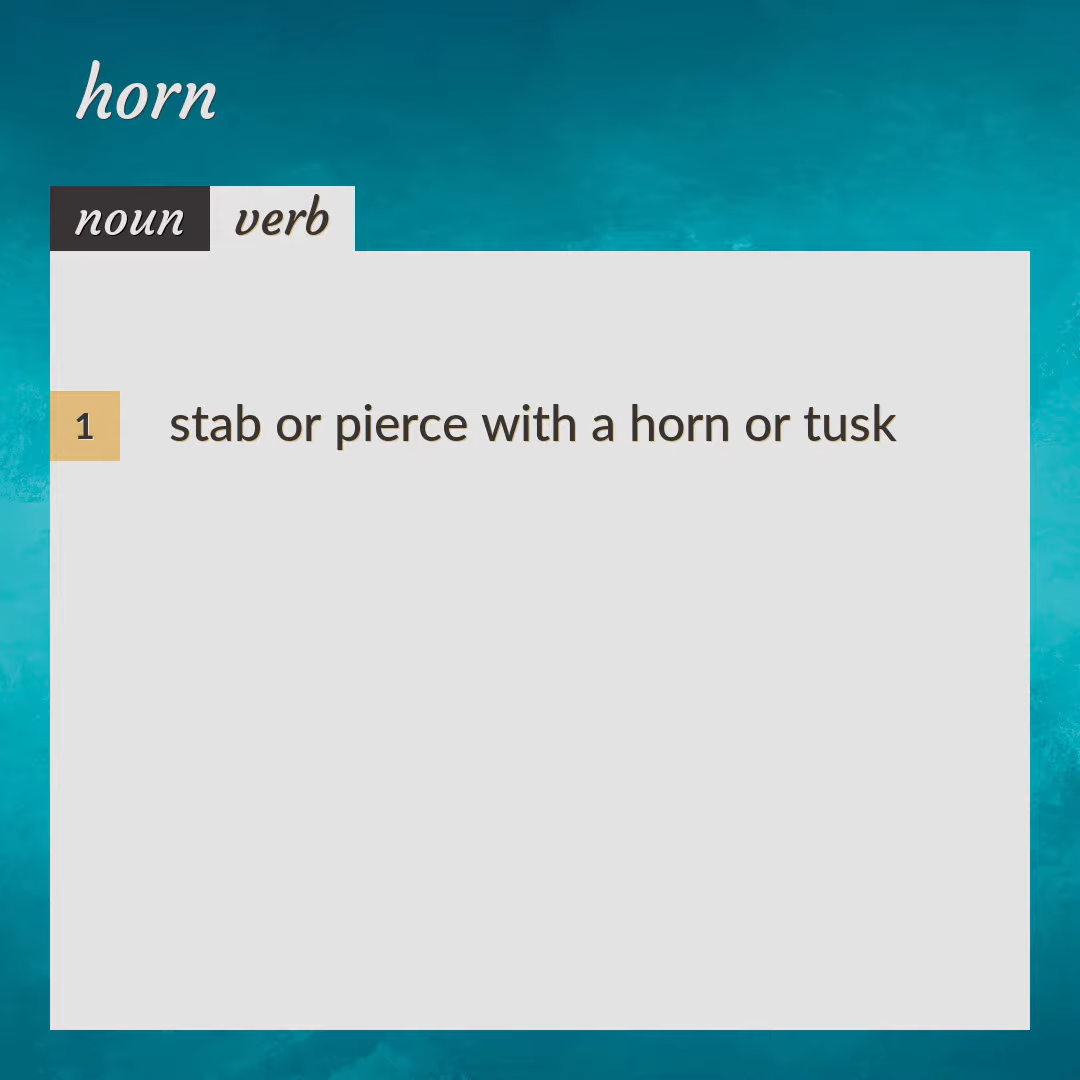 horn
noun verb
1 stab or pierce with a horn or tusk